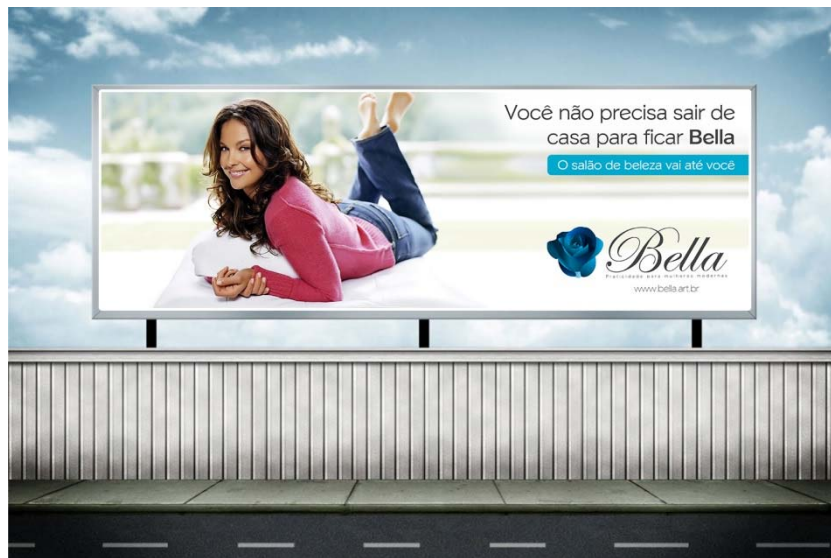 Você não precisa sair de
casa para ficar Bella
O salão de beleza vai até você
Bella
Praticidade para mulheres modernas
www.bella.art.br